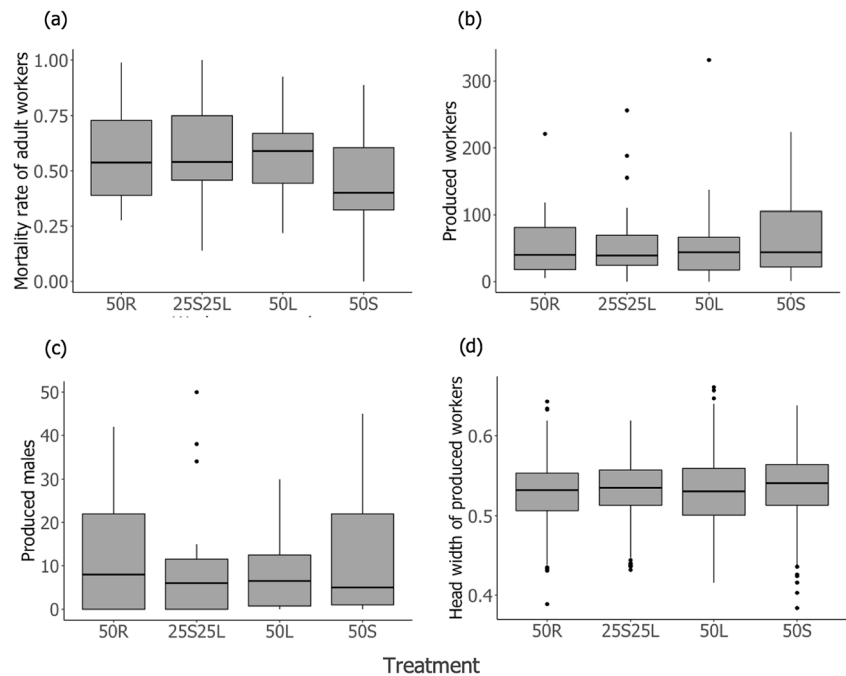 (a)
Mortality rate of adult workers
1.00
0.75
0.50
0.25
0.00
50R 25S25L 50L 50S
(b)
Produced workers
300
200
100
0
50R 25S25L 50L 50S
(c)
Produced males
50
40
30
20
10
0
50R 25S25L 50L 50S
(d)
Head width of produced workers
0.6
0.5
0.4
50R 25S25L 50L 50S
Treatment